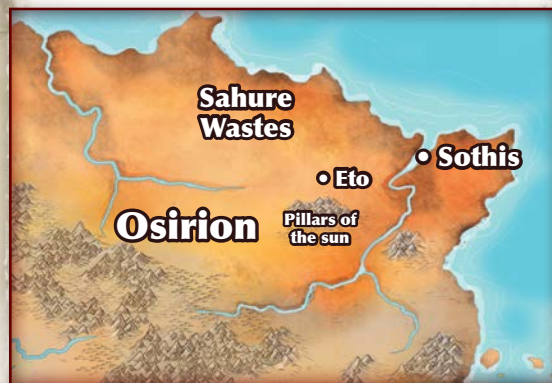 Sahure
Wastes
• Sothis
• Eto
Osirion
Pillars of
the sun